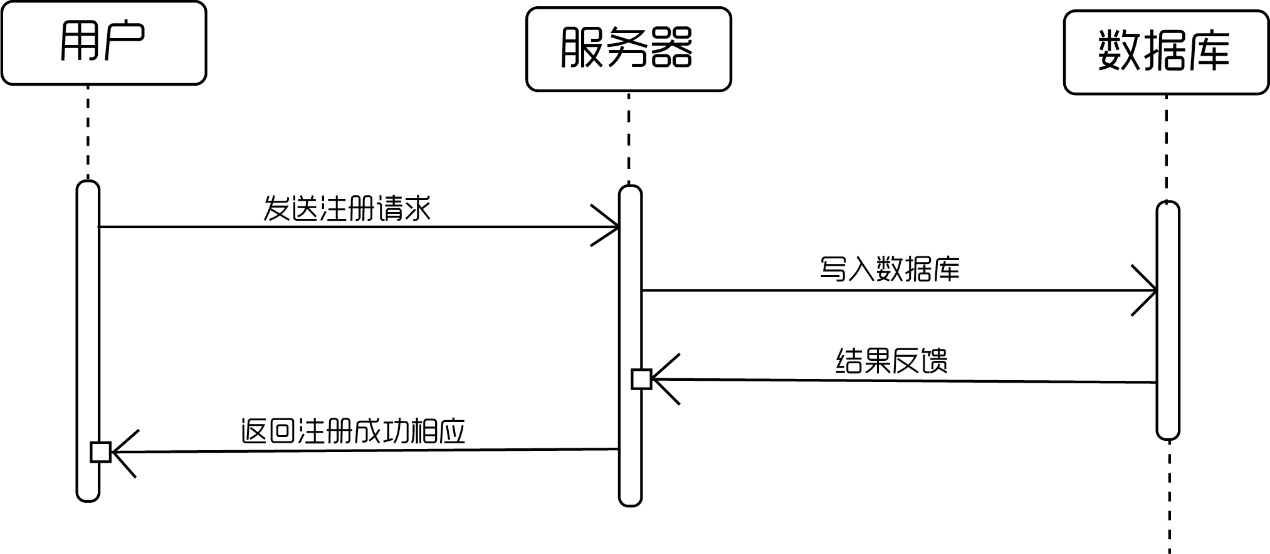 用户
服务器
数据库
发送注册请求
写入数据库
结果反馈
返回注册成功相应